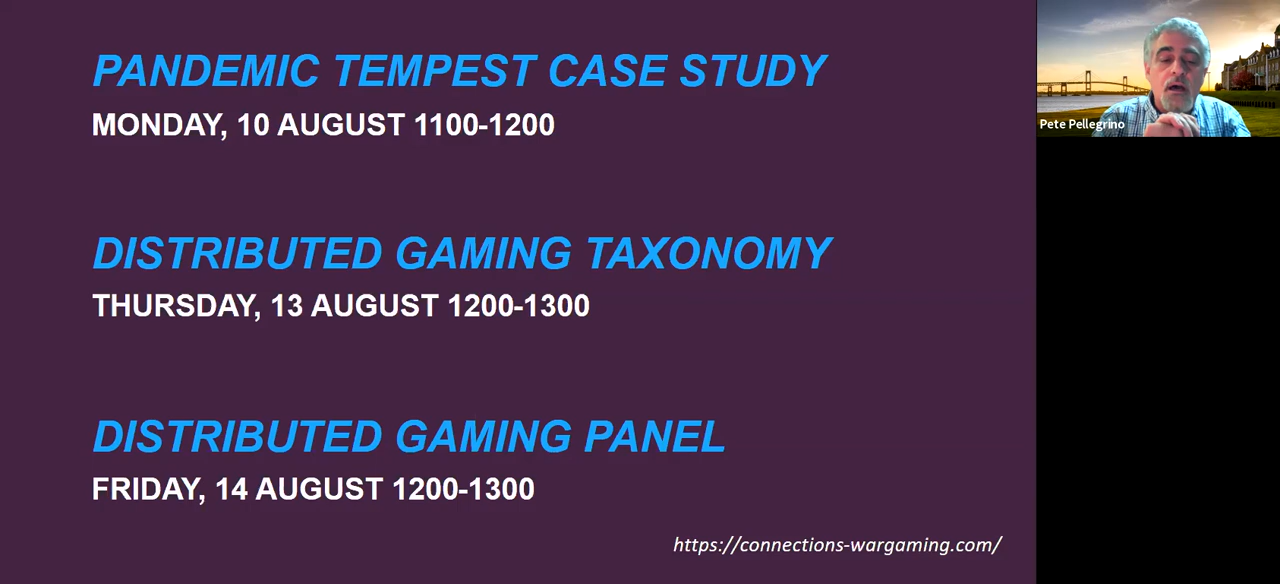 PANDEMIC TEMPEST CASE STUDY
MONDAY, 10 AUGUST 1100-1200
DISTRIBUTED GAMING TAXONOMY
THURSDAY, 13 AUGUST 1200-1300
DISTRIBUTED GAMING PANEL
FRIDAY, 14 AUGUST 1200-1300
https://connections-wargaming.com/
Pete Pellegrino